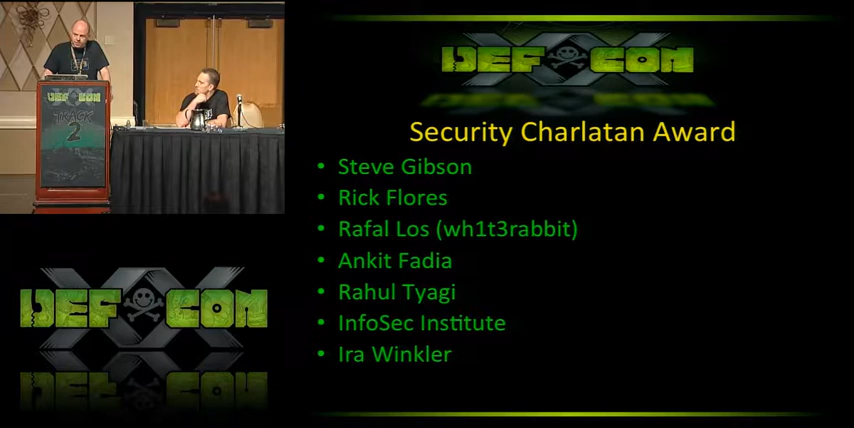 DEF CON
TRACK
2
DEF CON
Security Charlatan Award
• Steve Gibson
• Rick Flores
• Rafal Los (wh1t3rabbit)
• Ankit Fadia
• Rahul Tyagi
• InfoSec Institute
• Ira Winkler
XX
DEF CON